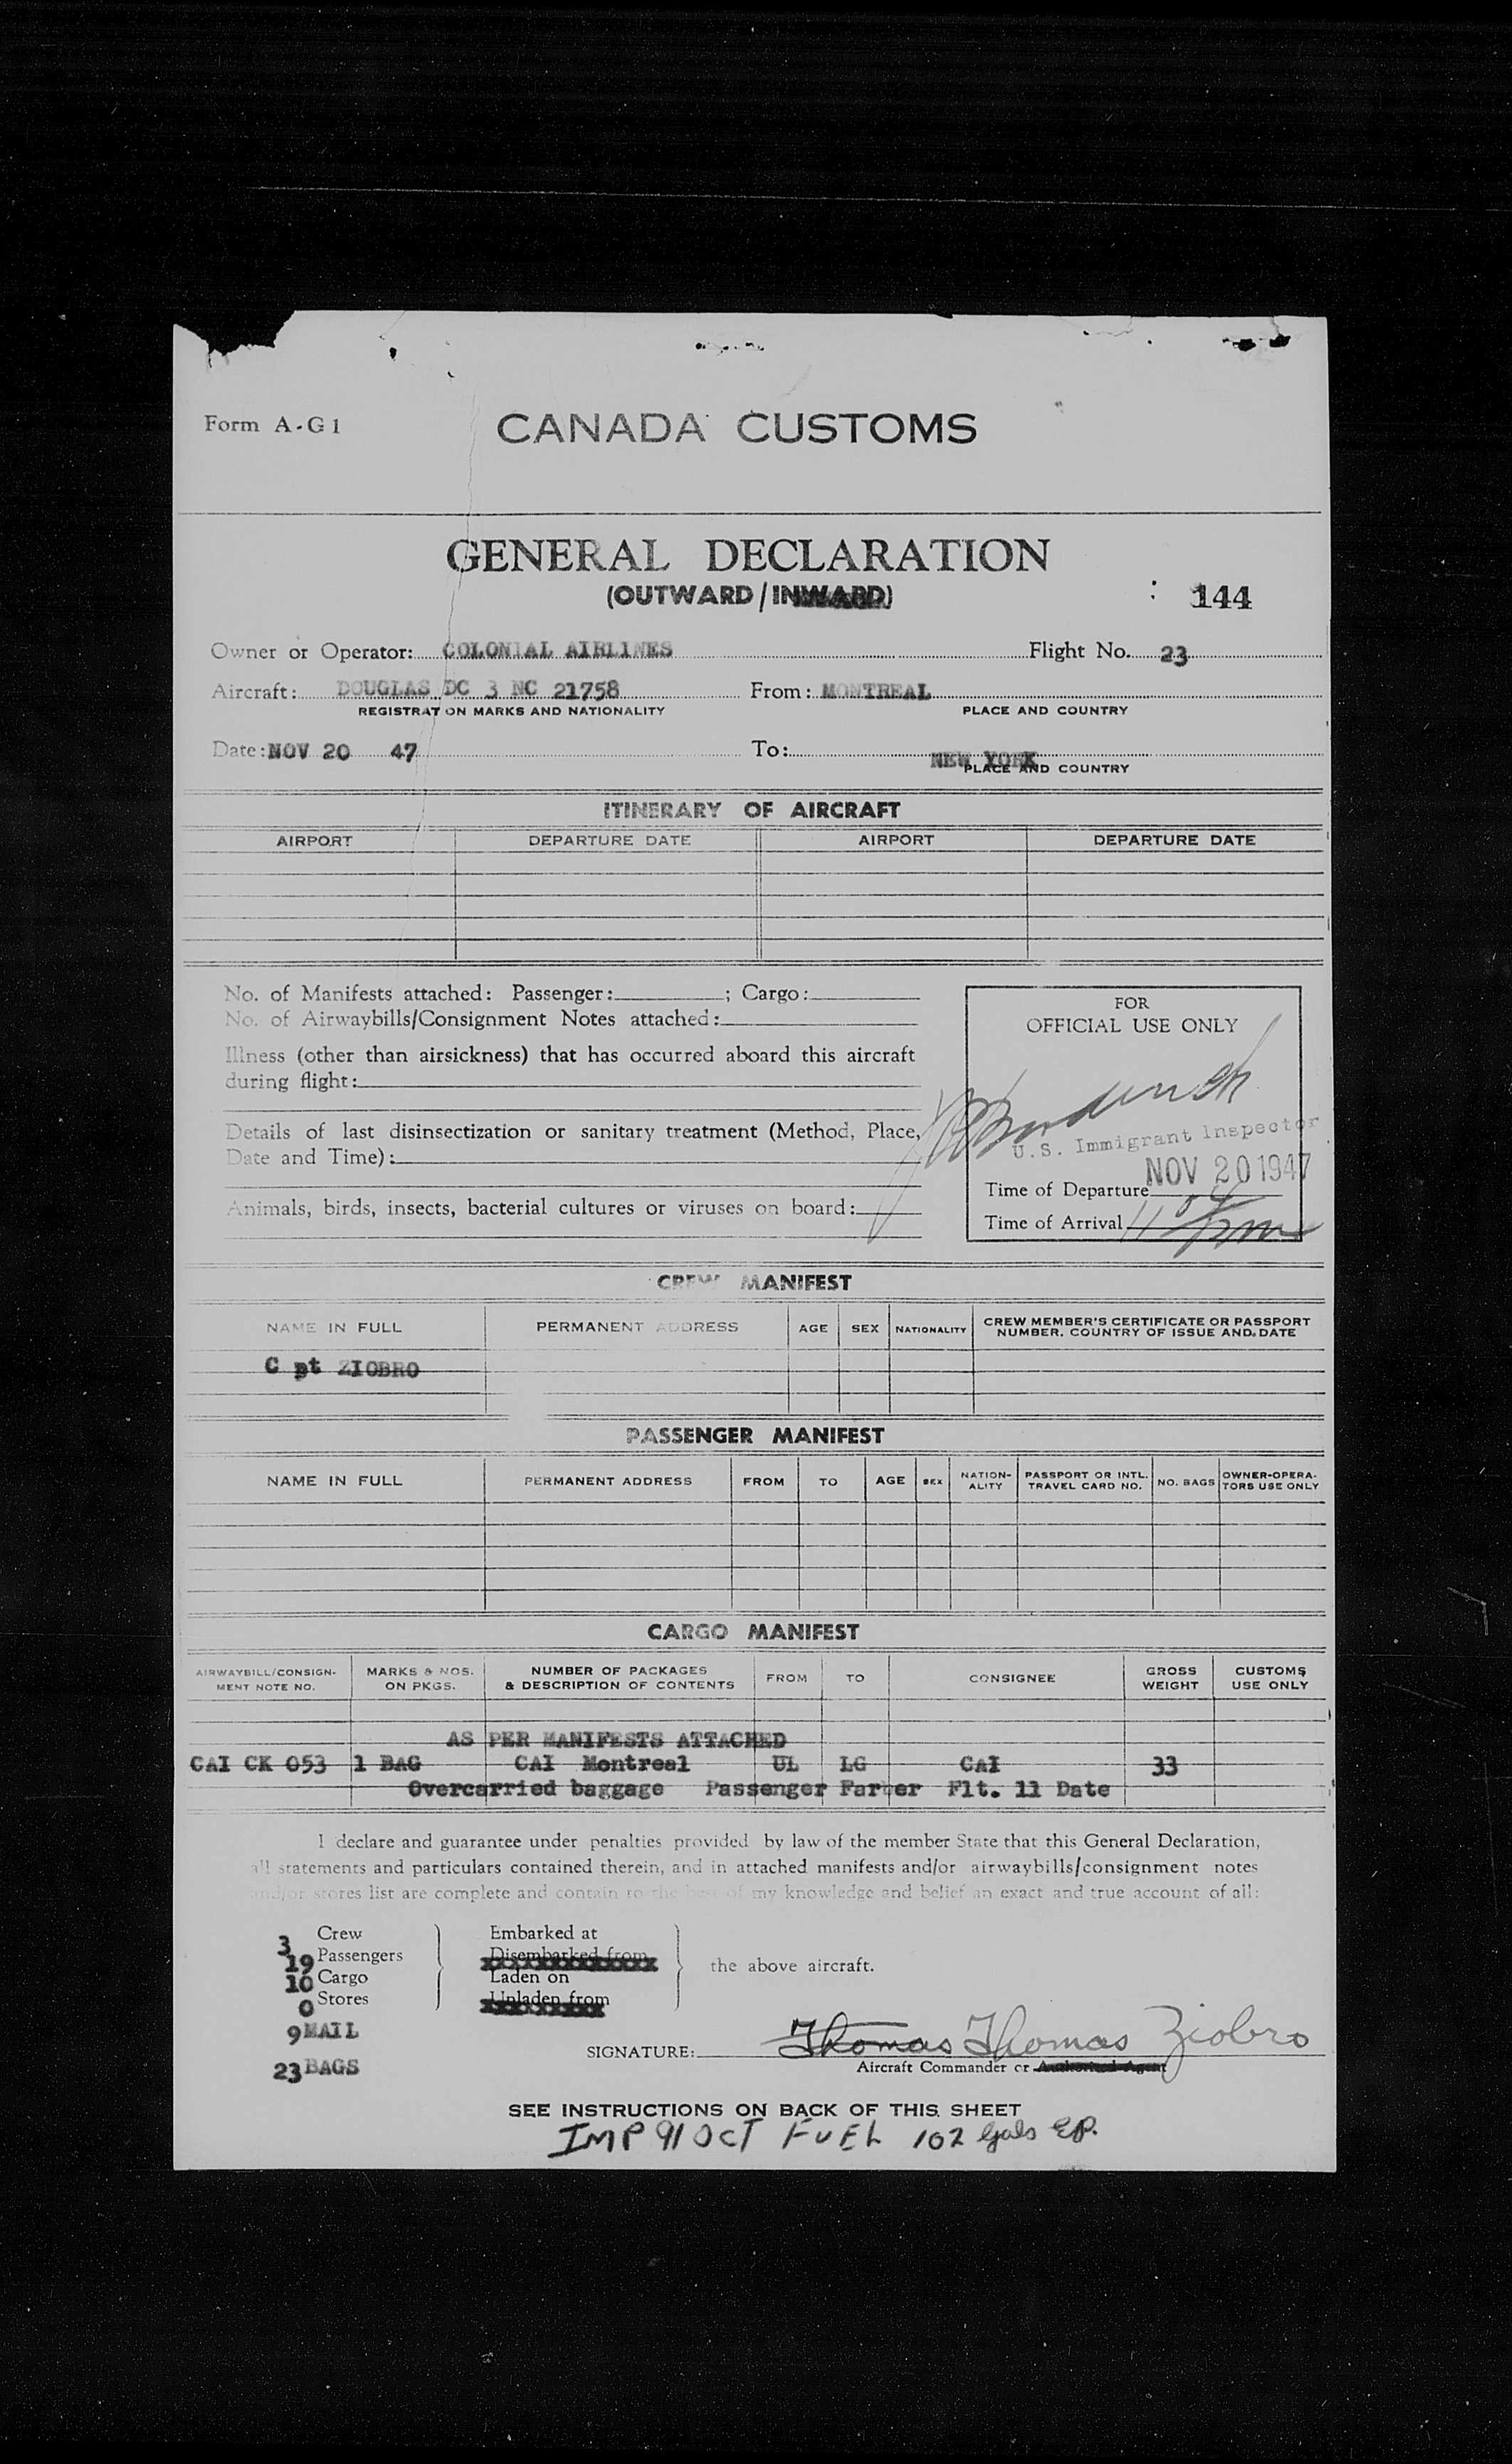 Form A-G1
CANADA CUSTOMS
GENERAL DECLARATION
(OUTWARD/INWARD)
144
Owner or Operator: COLONIAL AIRLINES Flight No. 23
Aircraft: DOUGLAS DC 3 NC 21758 From: MONTREAL
REGISTRATION MARKS AND NATIONALITY PLACE AND COUNTRY
Date: NOV 20 47 To: NEW YORK
PLACE AND COUNTRY
ITINERARY OF AIRCRAFT
AIRPORT DEPARTURE DATE AIRPORT DEPARTURE DATE
No. of Manifests attached: Passenger: ; Cargo:
No. of Airwaybills/Consignment Notes attached:
Illness (other than airsickness) that has occurred aboard this aircraft
during flight:
Details of last disinsectization or sanitary treatment (Method, Place,
Date and Time):
Animals, birds, insects, bacterial cultures or viruses on board:
FOR
OFFICIAL USE ONLY
U.S. Immigrant Inspector
NOV 20 1947
Time of Departure
Time of Arrival
CREW MANIFEST
NAME IN FULL PERMANENT ADDRESS AGE SEX NATIONALITY CREW MEMBER'S CERTIFICATE OR PASSPORT NUMBER, COUNTRY OF ISSUE AND DATE
C pt ZIOBRO
PASSENGER MANIFEST
NAME IN FULL PERMANENT ADDRESS FROM TO AGE SEX NATION-ALITY PASSPORT OR INTL. TRAVEL CARD NO. NO. BAGS OWNER-OPERA-TORS USE ONLY
CARGO MANIFEST
AIRWAYBILL/CONSIGN-MENT NOTE NO. MARKS & NOS. ON PKGS. NUMBER OF PACKAGES & DESCRIPTION OF CONTENTS FROM TO CONSIGNEE GROSS WEIGHT CUSTOMS USE ONLY
AS PER MANIFESTS ATTACHED
CAI CK 053 1 BAG CAI Montreal UL LG CAI 33
Overcarried baggage Passenger Farber Flt. 11 Date
I declare and guarantee under penalties provided by law of the member State that this General Declaration,
all statements and particulars contained therein, and in attached manifests and/or airwaybills/consignment notes
and/or stores list are complete and contain to the best of my knowledge and belief an exact and true account of all:
3 Crew Embarked at
19 Passengers Disembarked from the above aircraft.
10 Cargo Laden on
0 Stores Unladen from
9 MAIL
23 BAGS
SIGNATURE: Thomas Thomas Ziobro
Aircraft Commander or Authorized Agent
SEE INSTRUCTIONS ON BACK OF THIS SHEET
IMP 91 OCT FUEL 102 Gals EP.